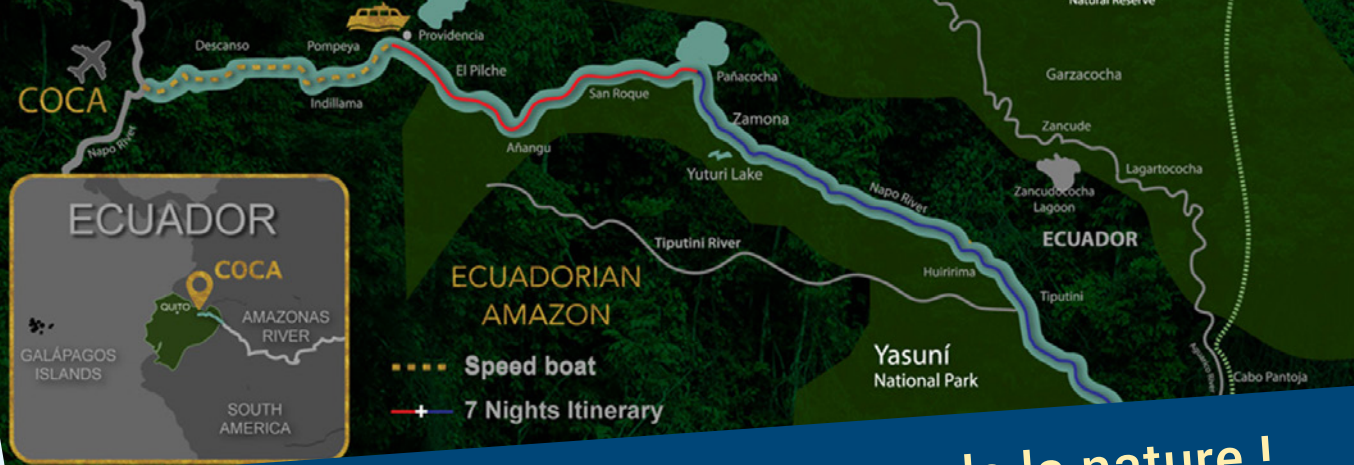 Natural Reserve
Providencia
Descanso
Pompeya
El Pilche
Pañacocha
Garzacocha
COCA
Indillama
San Roque
Zamona
Zancude
Napo River
Añangu
Yuturi Lake
Lagartococha
Napo River
Zancudococha
Lagoon
ECUADOR
Tiputini River
ECUADOR
COCA
ECUADORIAN
AMAZON
Huiririma
Tiputini
QUITO
AMAZONAS
RIVER
GALÁPAGOS
ISLANDS
Speed boat
Yasuní
National Park
Aguarico River
Cabo Pantoja
7 Nights Itinerary
SOUTH
AMERICA
nature !